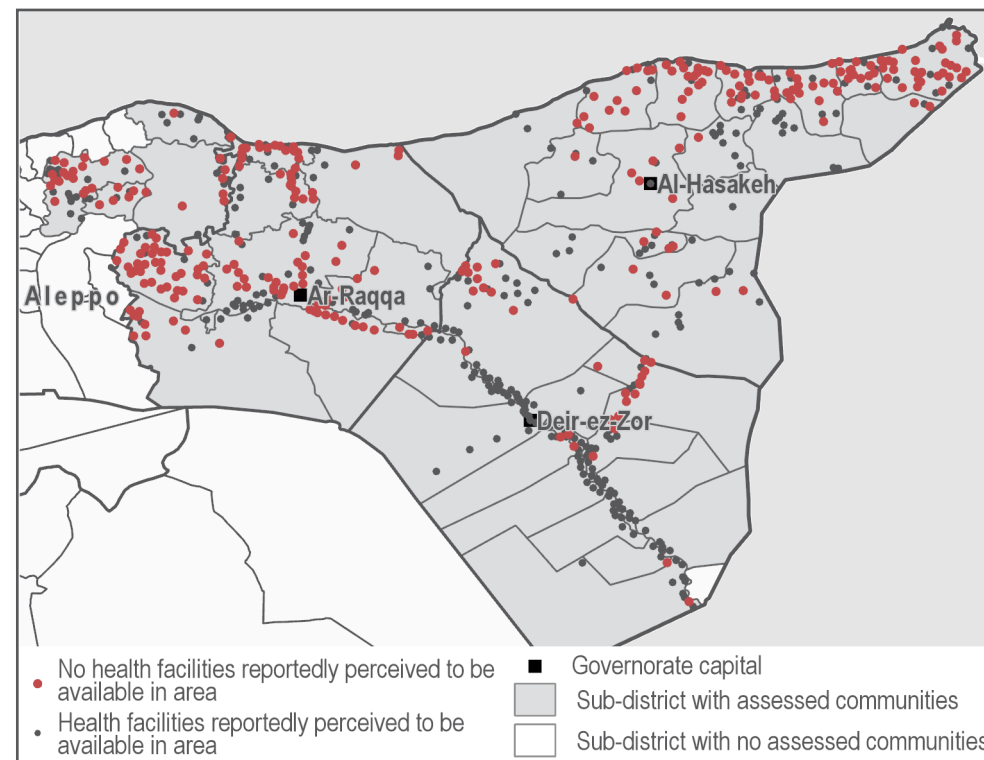 Al-Hasakeh
Aleppo
Ar-Raqqa
Deir-ez-Zor
No health facilities reportedly perceived to be
available in area
Health facilities reportedly perceived to be
available in area
Governorate capital
Sub-district with assessed communities
Sub-district with no assessed communities